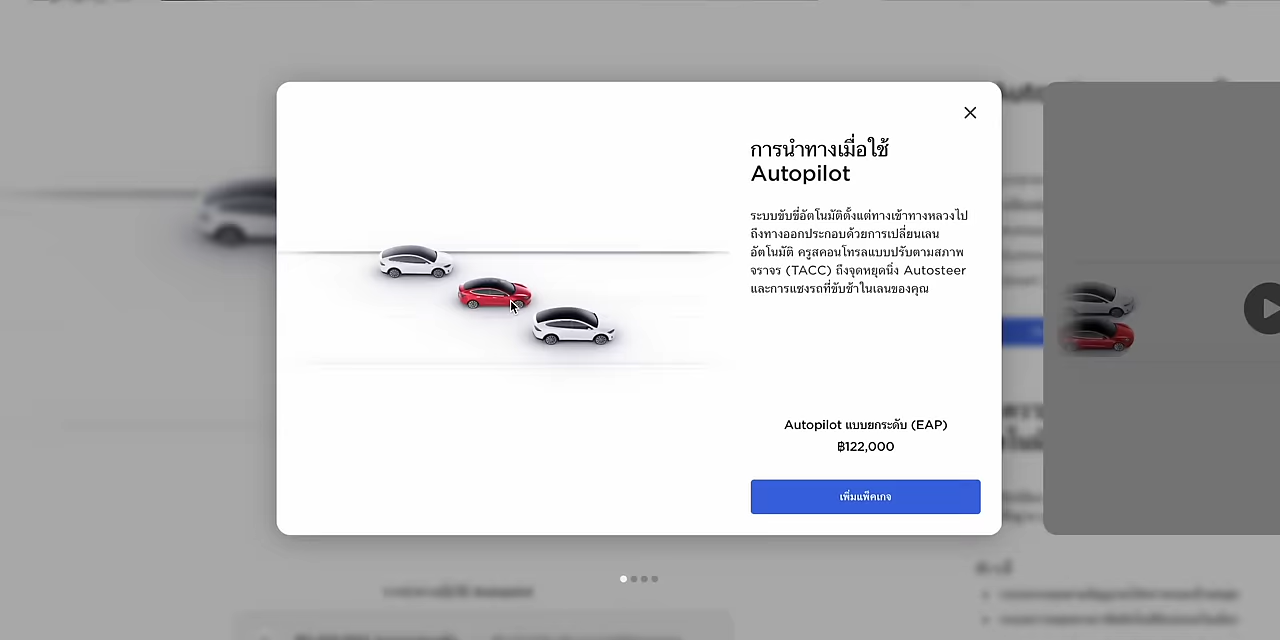 การนำทางเมื่อใช้
Autopilot
ระบบขับขี่อัตโนมัติตั้งแต่ทางเข้าทางหลวงไป
ถึงทางออกประกอบด้วยการเปลี่ยนเลน
อัตโนมัติ ครูสคอนโทรลแบบปรับตามสภาพ
จราจร (TACC) ถึงจุดหยุดนิ่ง Autosteer
และการแซงรถที่ขับช้าในเลนของคุณ
Autopilot แบบยกระดับ (EAP)
฿122,000
เพิ่มแพ็คเกจ